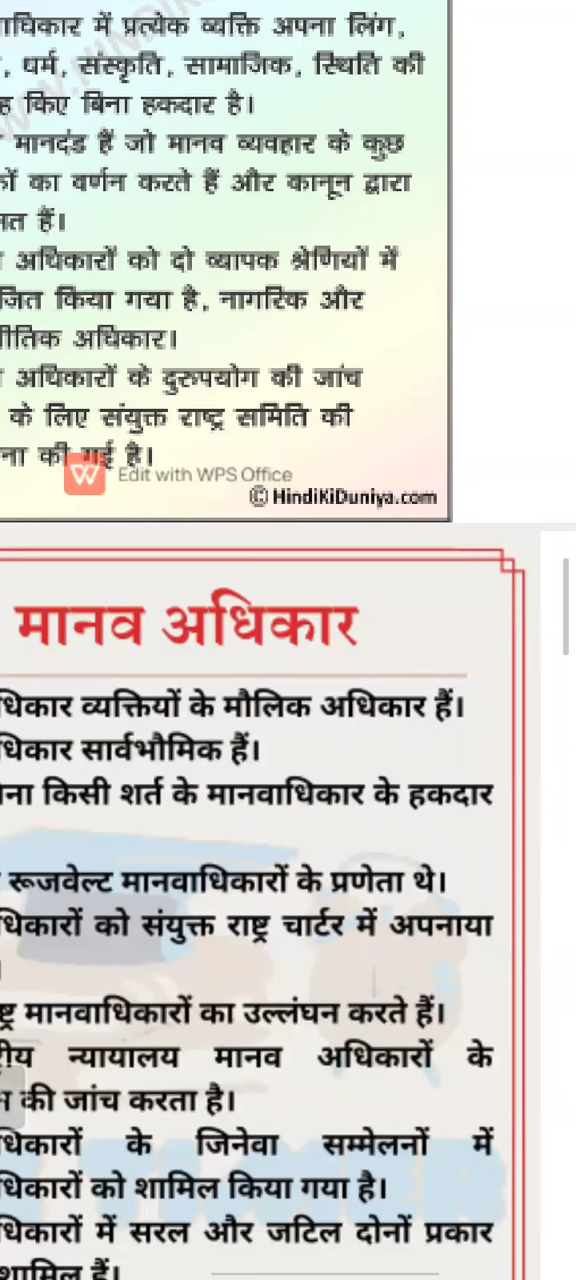 प्रत्येक व्यक्ति अपना लिंग,
, धर्म, संस्कृति, सामाजिक, स्थिति की
किए बिना हकदार है।
मानदंड हैं जो मानव व्यवहार के कुछ
का वर्णन करते हैं और कानून द्वारा
हैं।
अधिकारों को दो व्यापक श्रेणियों में
किया गया है, नागरिक और
अधिकार।
अधिकारों के दुरुपयोग की जांच
के लिए संयुक्त राष्ट्र समिति की
की गई है।
Edit with WPS Office
© HindiKiDuniya.com
मानव अधिकार
धिकार व्यक्तियों के मौलिक अधिकार हैं।
धिकार सार्वभौमिक हैं।
ना किसी शर्त के मानवाधिकार के हकदार
रूजवेल्ट मानवाधिकारों के प्रणेता थे।
धिकारों को संयुक्त राष्ट्र चार्टर में अपनाया
मानवाधिकारों का उल्लंघन करते हैं।
न्यायालय मानव अधिकारों के
की जांच करता है।
धिकारों के जिनेवा सम्मेलनों में
धिकारों को शामिल किया गया है।
धिकारों में सरल और जटिल दोनों प्रकार
शामिल हैं।